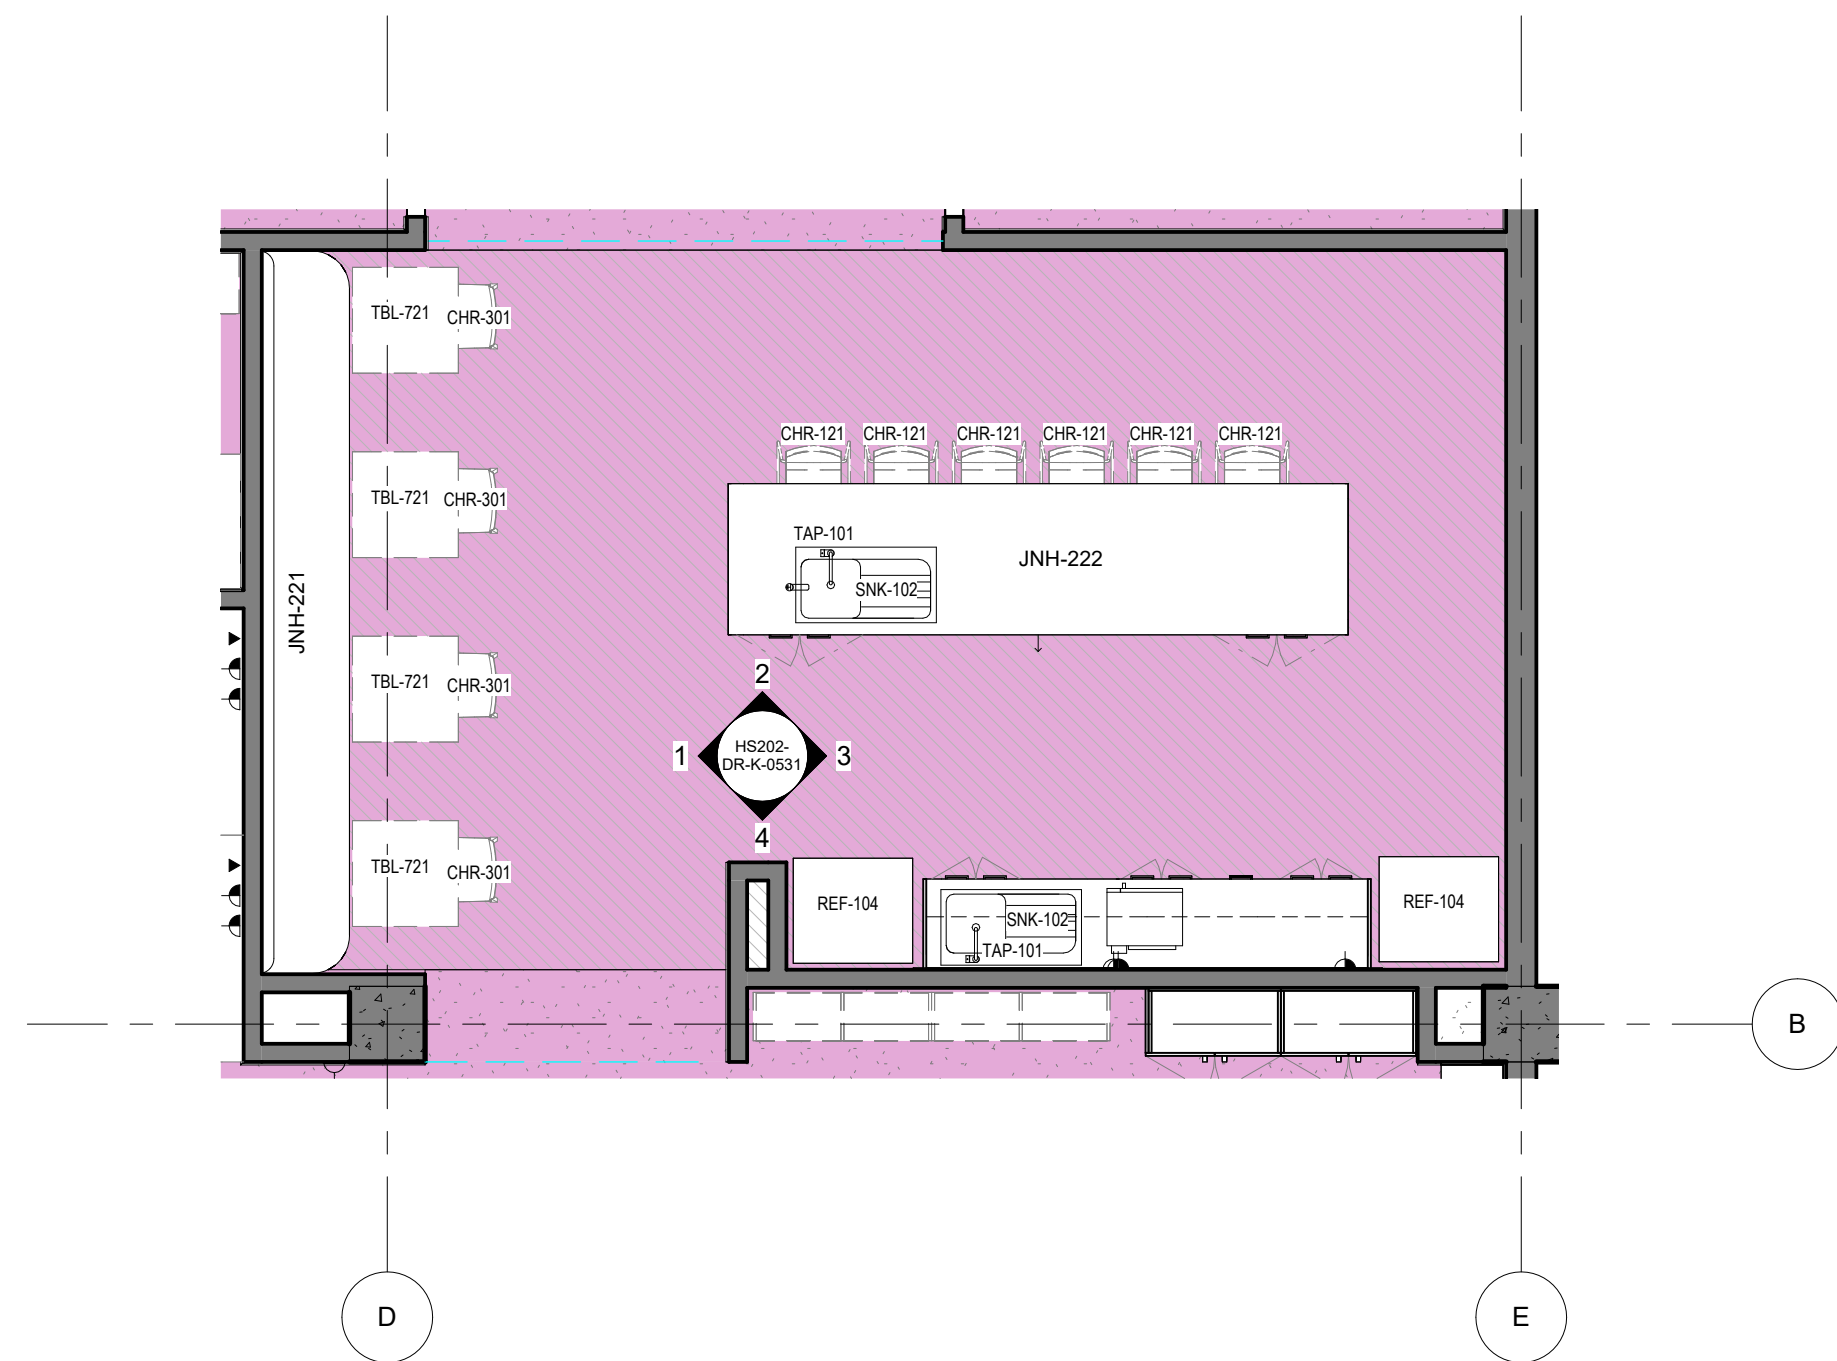 TBL-721
CHR-301
CHR-121
CHR-121
CHR-121
CHR-121
CHR-121
CHR-121
TBL-721
CHR-301
TAP-101
JNH-222
SNK-102
JNH-221
TBL-721
CHR-301
2
1
HS202-
DR-K-0531
3
4
TBL-721
CHR-301
REF-104
SNK-102
TAP-101
REF-104
B
D
E